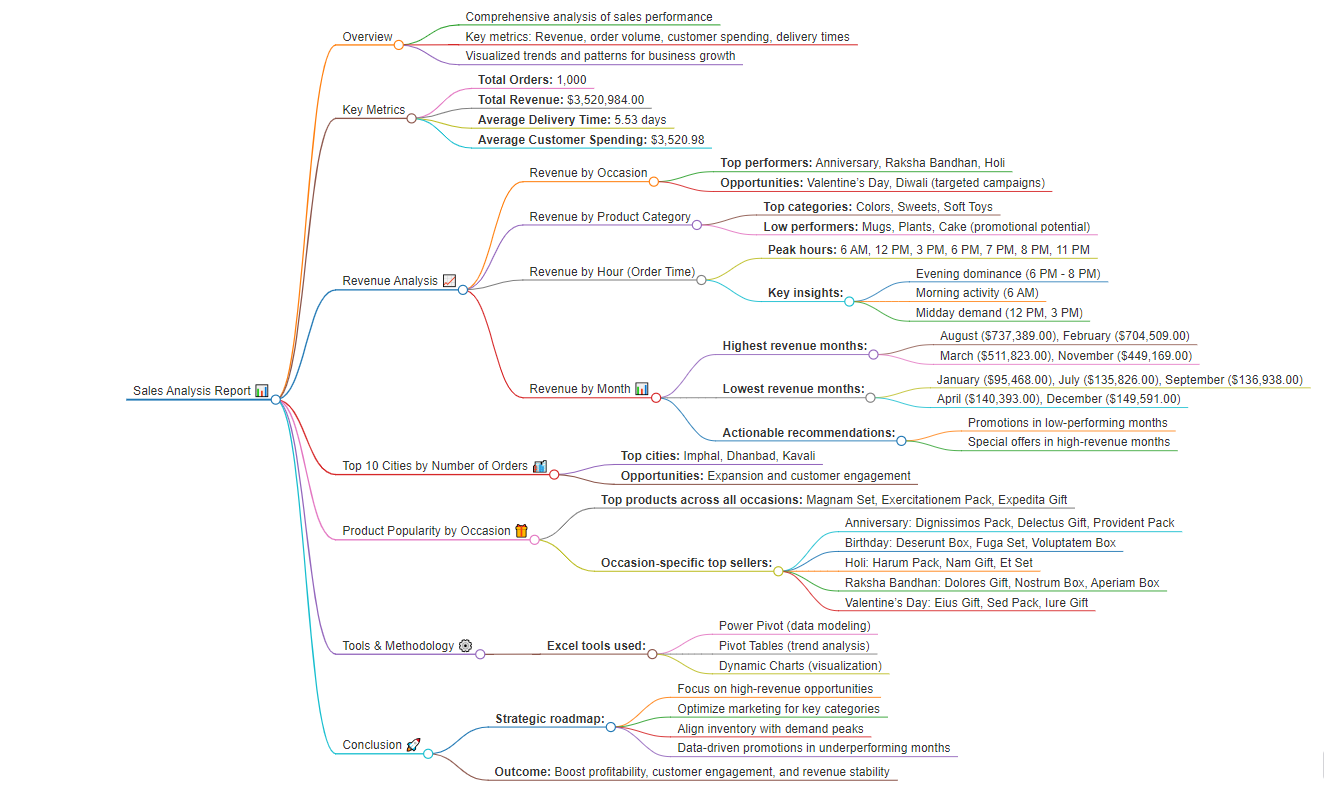 Sales Analysis Report
Overview
Comprehensive analysis of sales performance
Key metrics: Revenue, order volume, customer spending, delivery times
Visualized trends and patterns for business growth
Key Metrics
Total Orders: 1,000
Total Revenue: $3,520,984.00
Average Delivery Time: 5.53 days
Average Customer Spending: $3,520.98
Revenue Analysis
Revenue by Occasion
Top performers: Anniversary, Raksha Bandhan, Holi
Opportunities: Valentine's Day, Diwali (targeted campaigns)
Revenue by Product Category
Top categories: Colors, Sweets, Soft Toys
Low performers: Mugs, Plants, Cake (promotional potential)
Revenue by Hour (Order Time)
Peak hours: 6 AM, 12 PM, 3 PM, 6 PM, 7 PM, 8 PM, 11 PM
Key insights:
Evening dominance (6 PM - 8 PM)
Morning activity (6 AM)
Midday demand (12 PM, 3 PM)
Revenue by Month
Highest revenue months:
August ($737,389.00), February ($704,509.00)
March ($511,823.00), November ($449,169.00)
Lowest revenue months:
January ($95,468.00), July ($135,826.00), September ($136,938.00)
April ($140,393.00), December ($149,591.00)
Actionable recommendations:
Promotions in low-performing months
Special offers in high-revenue months
Top 10 Cities by Number of Orders
Top cities: Imphal, Dhanbad, Kavali
Opportunities: Expansion and customer engagement
Product Popularity by Occasion
Top products across all occasions: Magnam Set, Exercitationem Pack, Expedita Gift
Occasion-specific top sellers:
Anniversary: Dignissimos Pack, Delectus Gift, Provident Pack
Birthday: Deserunt Box, Fuga Set, Voluptatem Box
Holi: Harum Pack, Nam Gift, Et Set
Raksha Bandhan: Dolores Gift, Nostrum Box, Aperiam Box
Valentine's Day: Eius Gift, Sed Pack, Iure Gift
Tools & Methodology
Excel tools used:
Power Pivot (data modeling)
Pivot Tables (trend analysis)
Dynamic Charts (visualization)
Conclusion
Strategic roadmap:
Focus on high-revenue opportunities
Optimize marketing for key categories
Align inventory with demand peaks
Data-driven promotions in underperforming months
Outcome: Boost profitability, customer engagement, and revenue stability